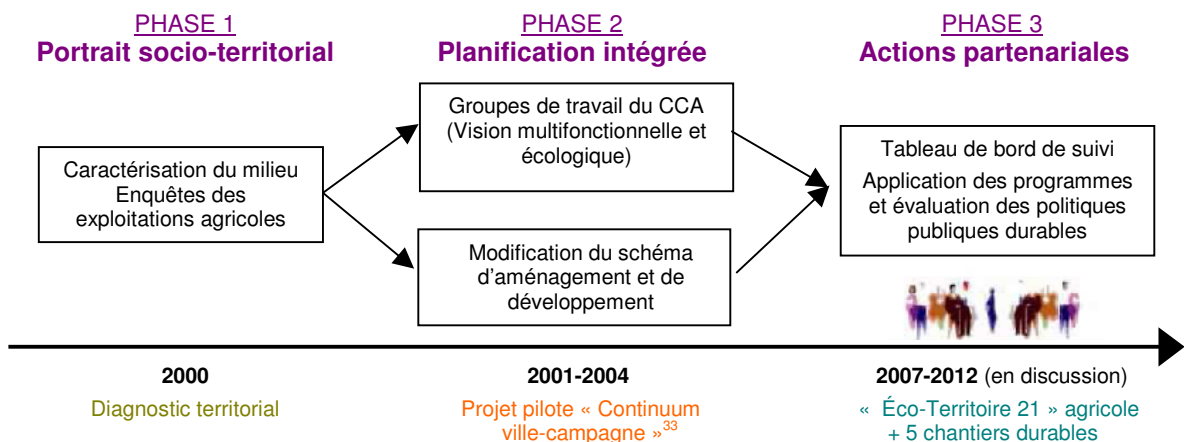 PHASE 1
Portrait socio-territorial
PHASE 2
Planification intégrée
PHASE 3
Actions partenariales
Caractérisation du milieu
Enquêtes des
exploitations agricoles
Groupes de travail du CCA
(Vision multifonctionnelle et
écologique)
Modification du schéma
d’aménagement et de
développement
Tableau de bord de suivi
Application des programmes
et évaluation des politiques
publiques durables
2000
Diagnostic territorial
2001-2004
Projet pilote « Continuum
ville-campagne »33
2007-2012 (en discussion)
« Éco-Territoire 21 » agricole
+ 5 chantiers durables